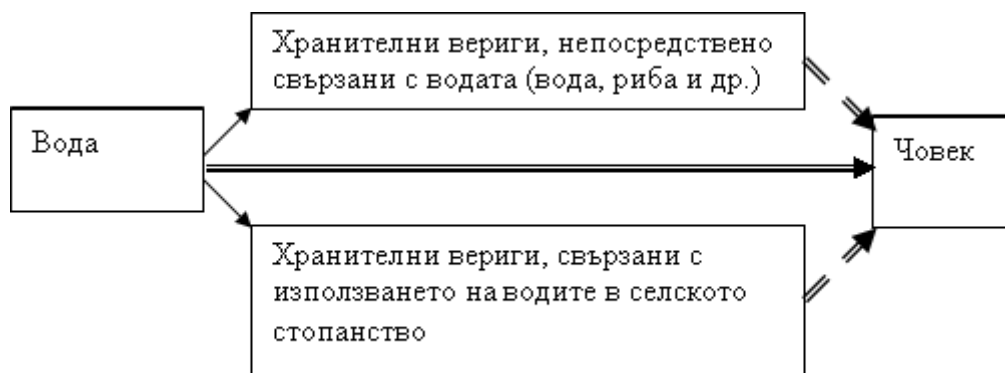 Хранителни вериги, непосредствено
свързани с водата (вода, риба и др.)
Вода
Човек
Хранителни вериги, свързани с
използването на водите в селското
стопанство